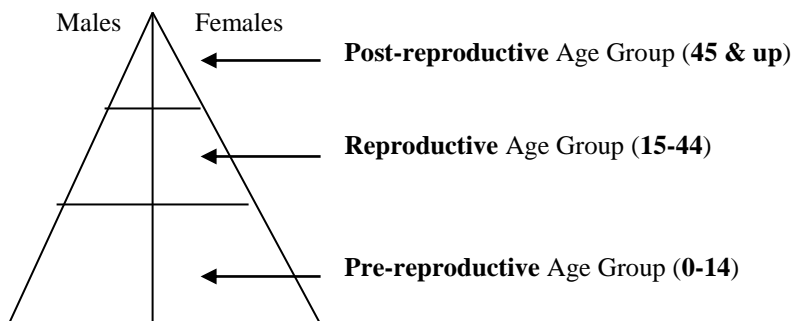 Males Females
Post-reproductive Age Group (45 & up)
Reproductive Age Group (15-44)
Pre-reproductive Age Group (0-14)